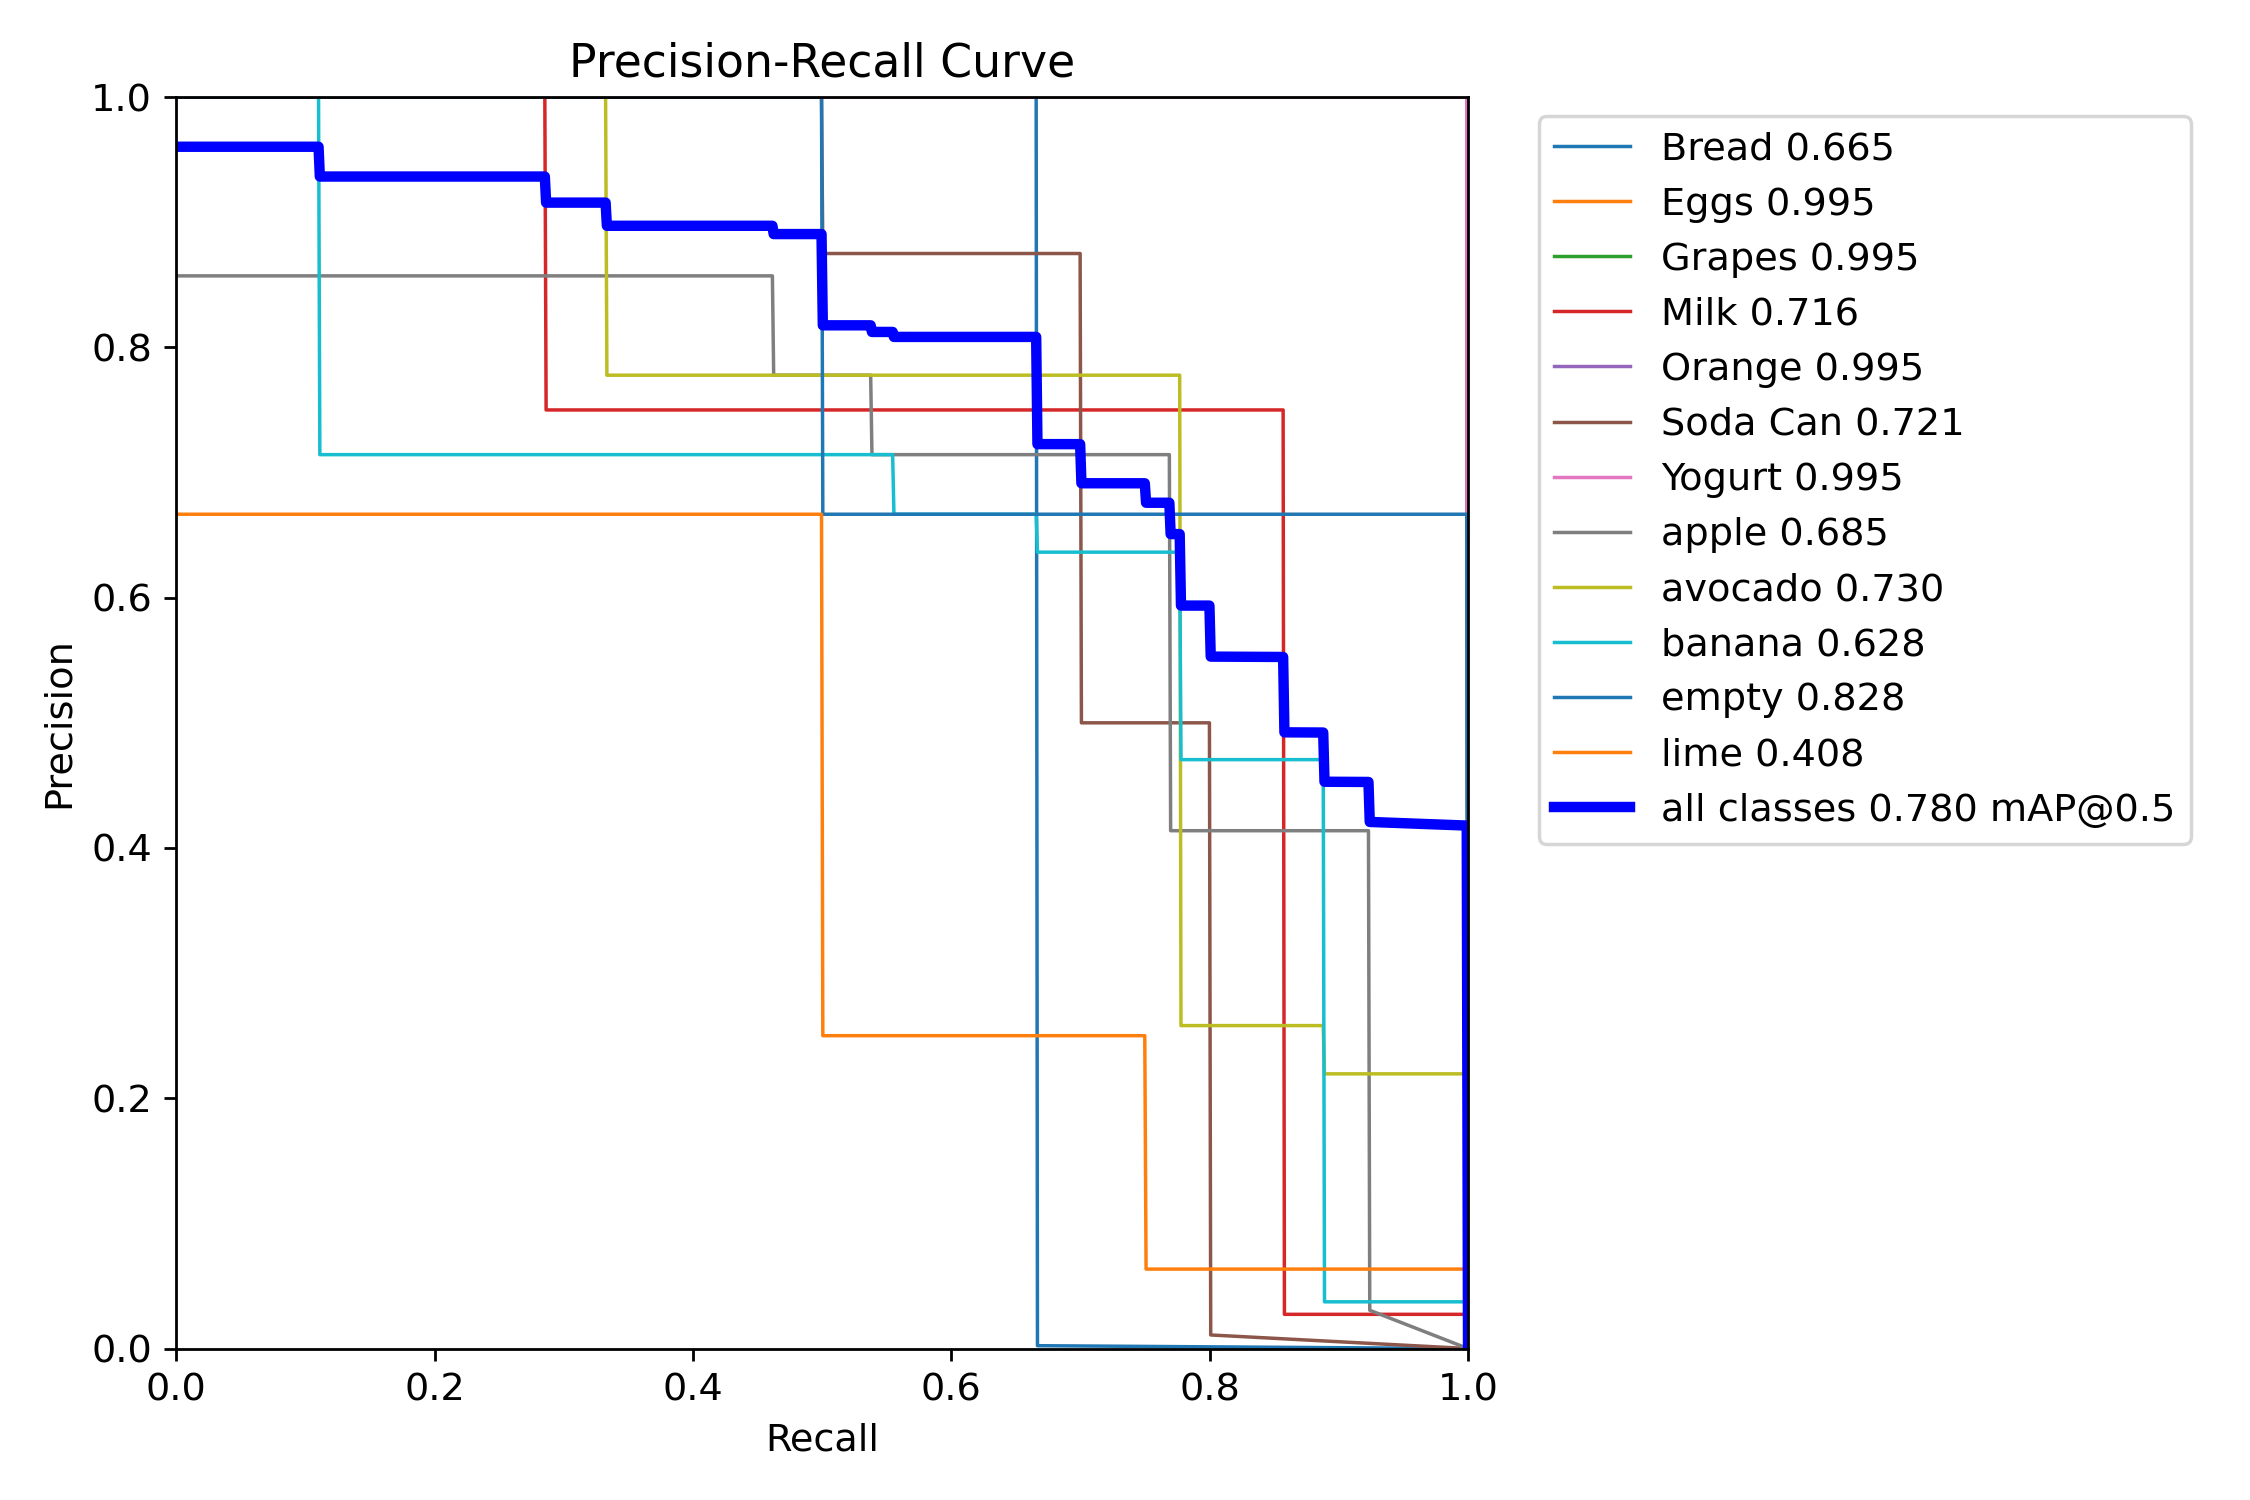 Precision-Recall Curve
1.0
0.8
0.6
0.4
0.2
0.0
Precision
0.0 0.2 0.4 0.6 0.8 1.0
Recall
Bread 0.665
Eggs 0.995
Grapes 0.995
Milk 0.716
Orange 0.995
Soda Can 0.721
Yogurt 0.995
apple 0.685
avocado 0.730
banana 0.628
empty 0.828
lime 0.408
all classes 0.780 mAP@0.5